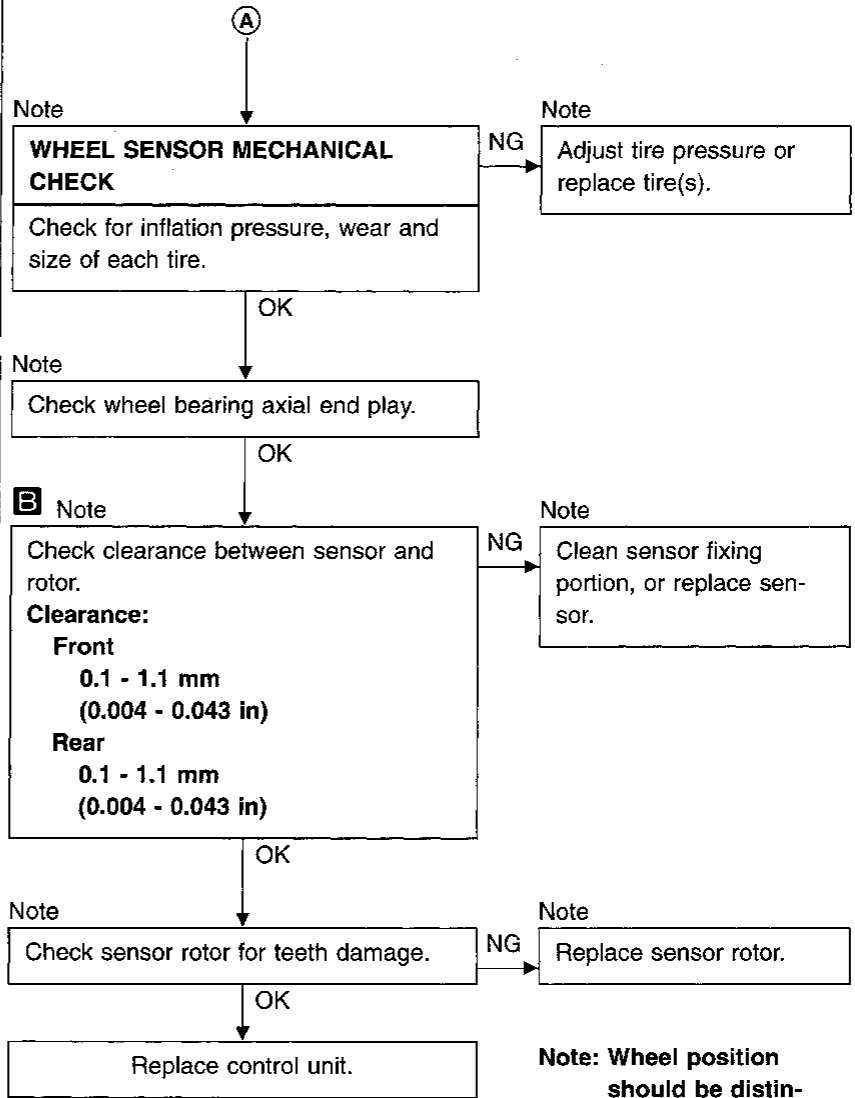 A
Note
WHEEL SENSOR MECHANICAL
CHECK
Check for inflation pressure, wear and
size of each tire.
NG
Note
Adjust tire pressure or
replace tire(s).
OK
Note
Check wheel bearing axial end play.
OK
B Note
Check clearance between sensor and
rotor.
Clearance:
Front
0.1 - 1.1 mm
(0.004 - 0.043 in)
Rear
0.1 - 1.1 mm
(0.004 - 0.043 in)
NG
Note
Clean sensor fixing
portion, or replace sen-
sor.
OK
Note
Check sensor rotor for teeth damage.
NG
Note
Replace sensor rotor.
OK
Replace control unit.
Note: Wheel position
should be distin-